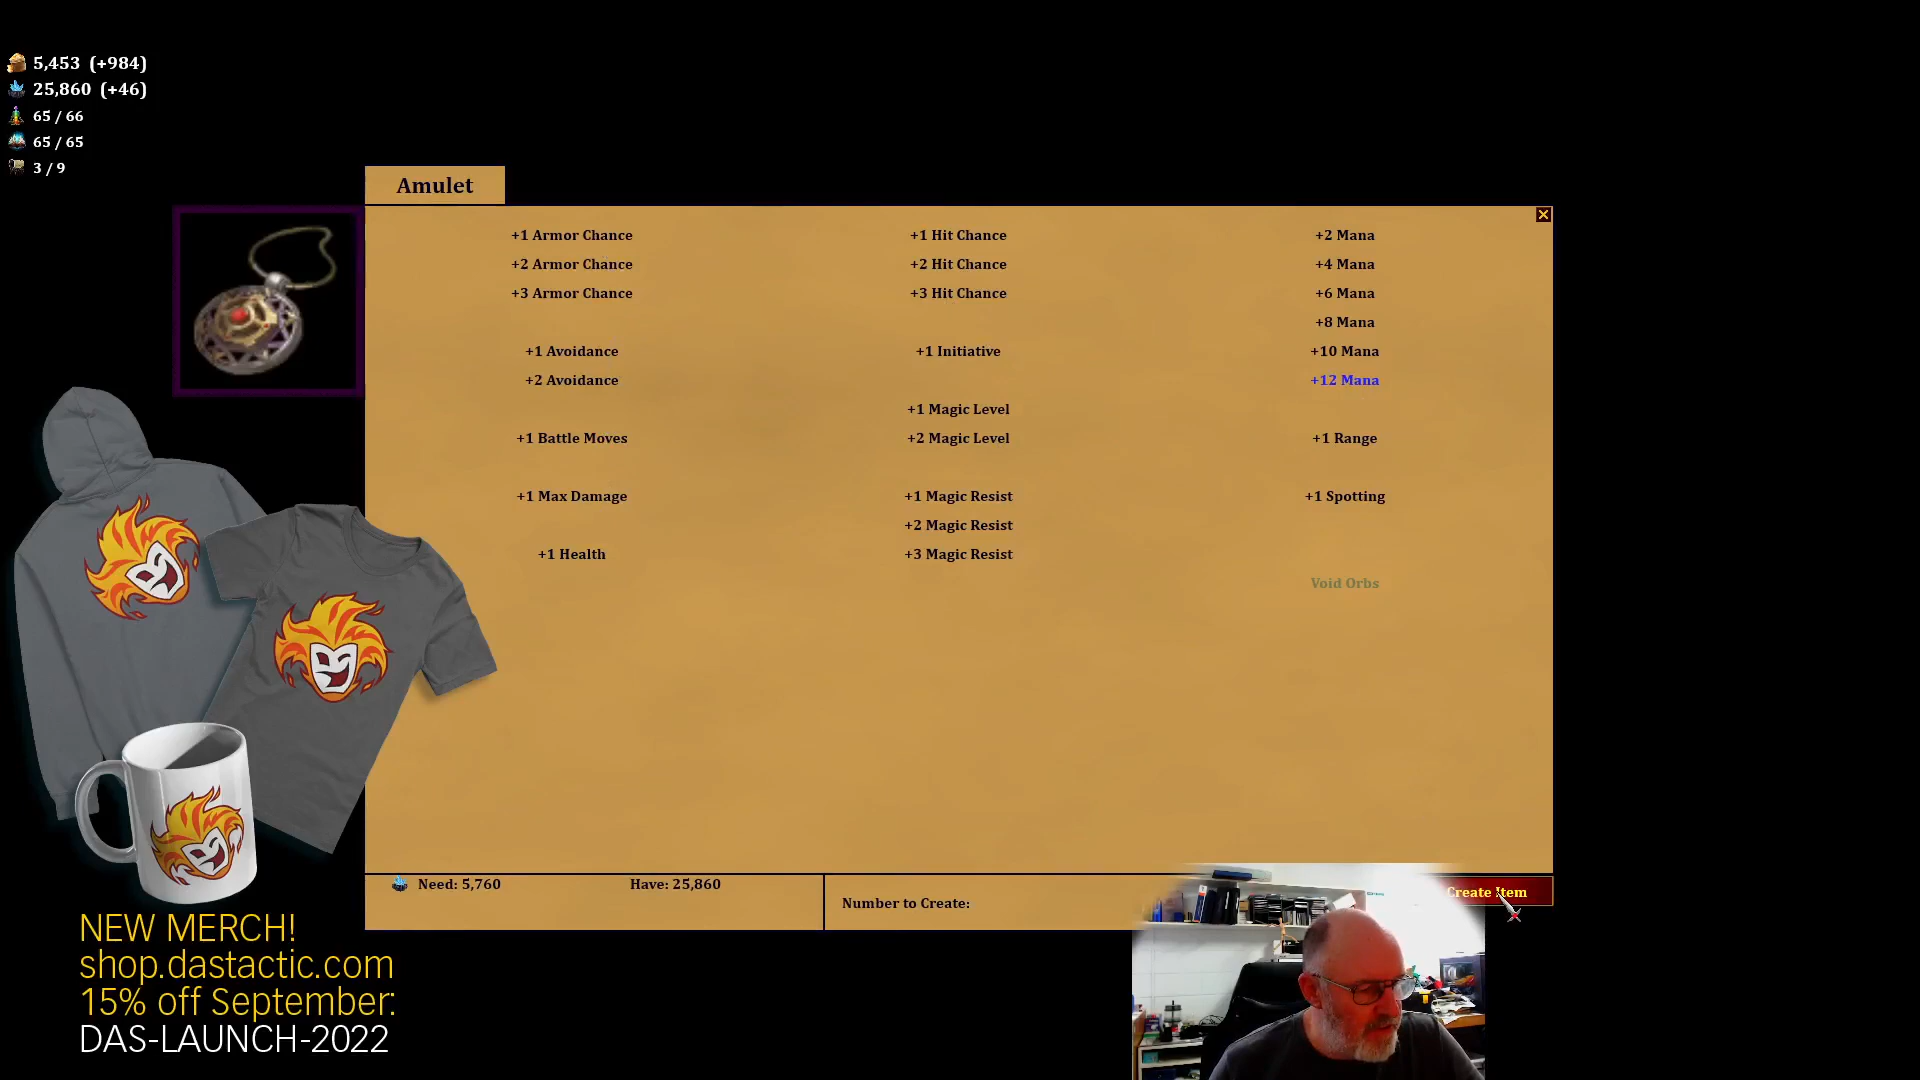 5,453 (+984)
25,860 (+46)
65 / 66
65 / 65
3 / 9
Amulet
+1 Armor Chance
+2 Armor Chance
+3 Armor Chance
+1 Avoidance
+2 Avoidance
+1 Battle Moves
+1 Max Damage
+1 Health
+1 Hit Chance
+2 Hit Chance
+3 Hit Chance
+1 Initiative
+1 Magic Level
+2 Magic Level
+1 Magic Resist
+2 Magic Resist
+3 Magic Resist
+2 Mana
+4 Mana
+6 Mana
+8 Mana
+10 Mana
+12 Mana
+1 Range
+1 Spotting
Void Orbs
Need: 5,760
Have: 25,860
Number to Create:
Create Item
NEW MERCH!
shop.dastactic.com
15% off September:
DAS-LAUNCH-2022